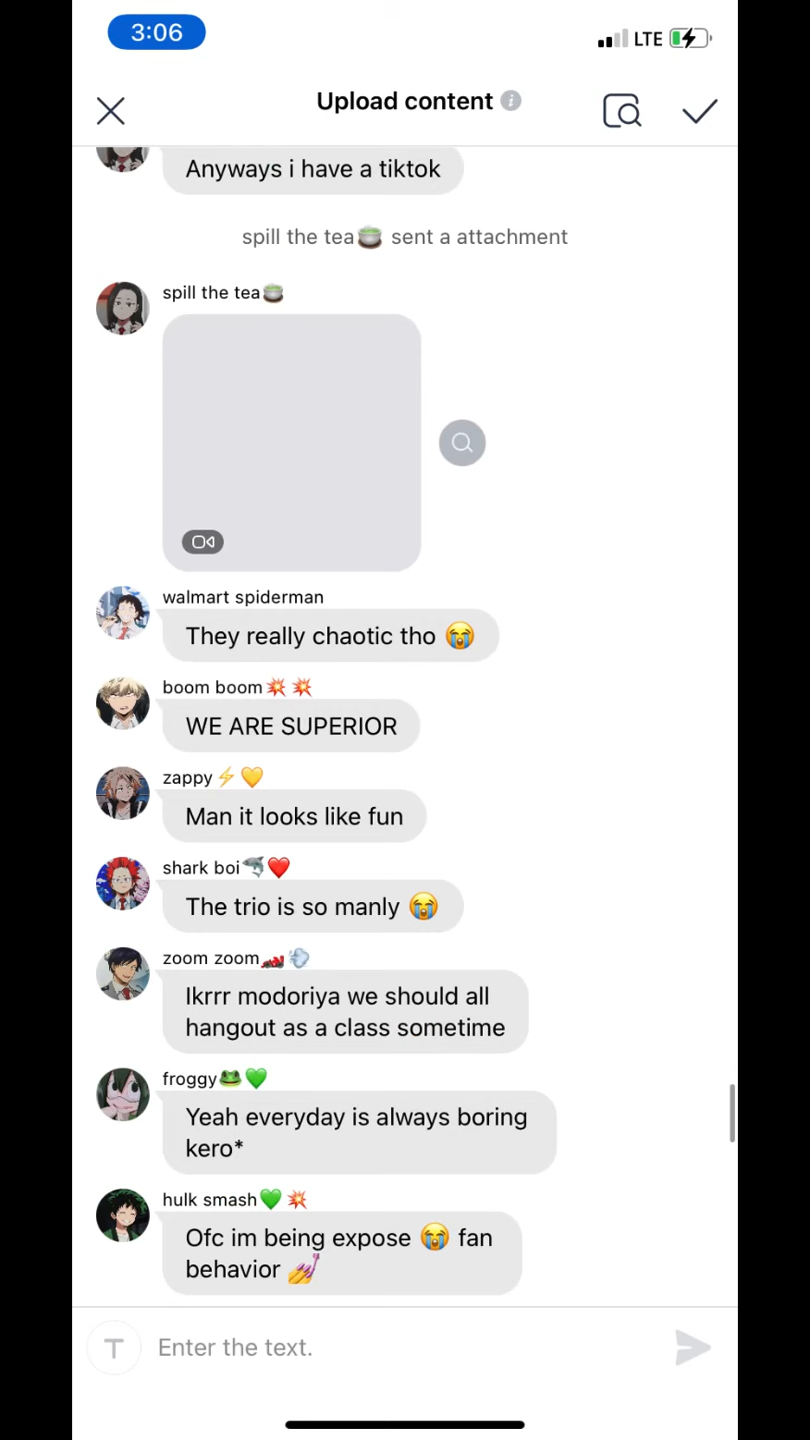 3:06
LTE
Upload content
Anyways i have a tiktok
spill the tea🍵 sent a attachment
spill the tea🍵
walmart spiderman
They really chaotic tho 😭
boom boom💥💥
WE ARE SUPERIOR
zappy⚡💛
Man it looks like fun
shark boi🦈❤️
The trio is so manly 😭
zoom zoom🏎️💨
Ikrrr modoriya we should all
hangout as a class sometime
froggy🐸💚
Yeah everyday is always boring
kero*
hulk smash💚💥
Ofc im being expose 😭 fan
behavior 💅
T
Enter the text.